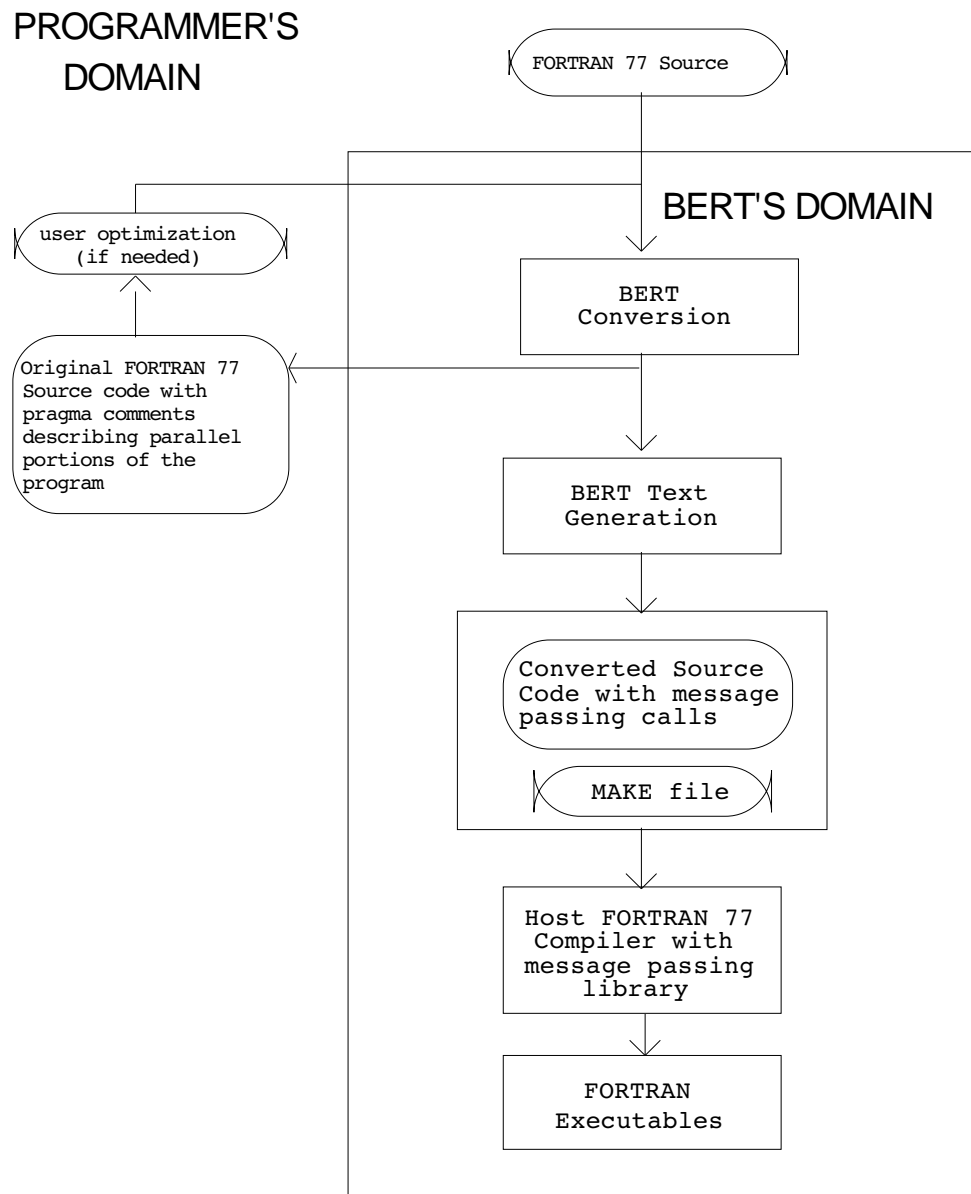 PROGRAMMER'S
DOMAIN
FORTRAN 77 Source
BERT'S DOMAIN
user optimization
(if needed)
BERT
Conversion
Original FORTRAN 77
Source code with
pragma comments
describing parallel
portions of the
program
BERT Text
Generation
Converted Source
Code with message
passing calls
MAKE file
Host FORTRAN 77
Compiler with
message passing
library
FORTRAN
Executables